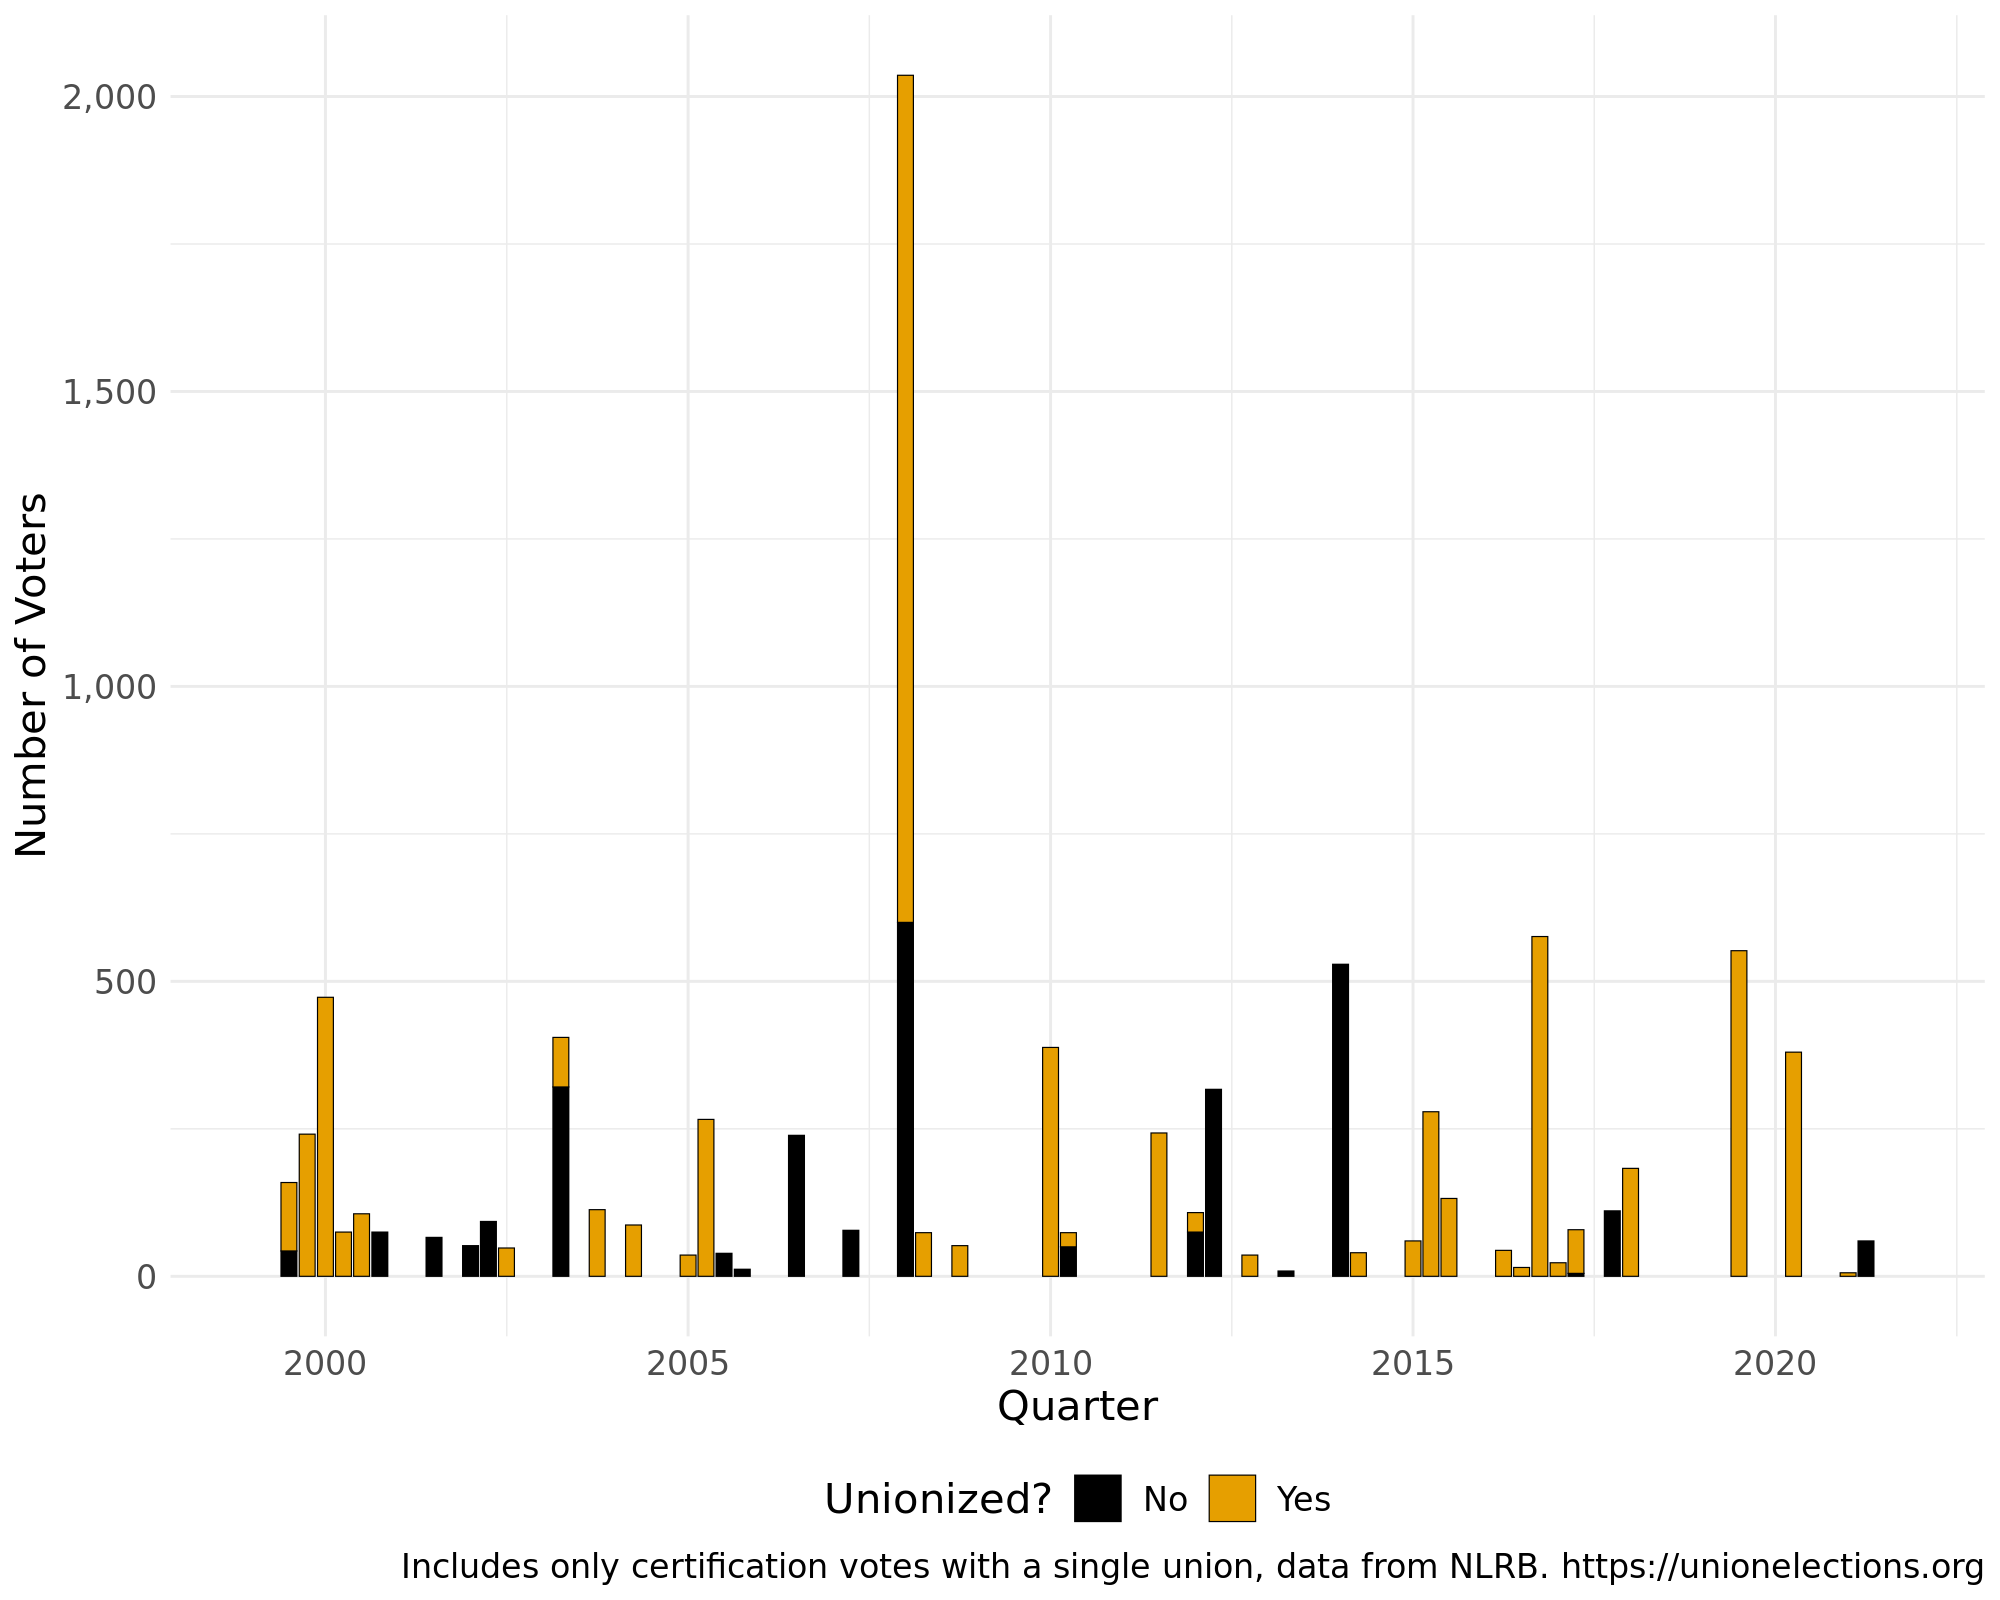 Number of Voters
2,000
1,500
1,000
500
0
2000 2005 2010 2015 2020
Quarter
Unionized? No Yes
Includes only certification votes with a single union, data from NLRB. https://unionelections.org